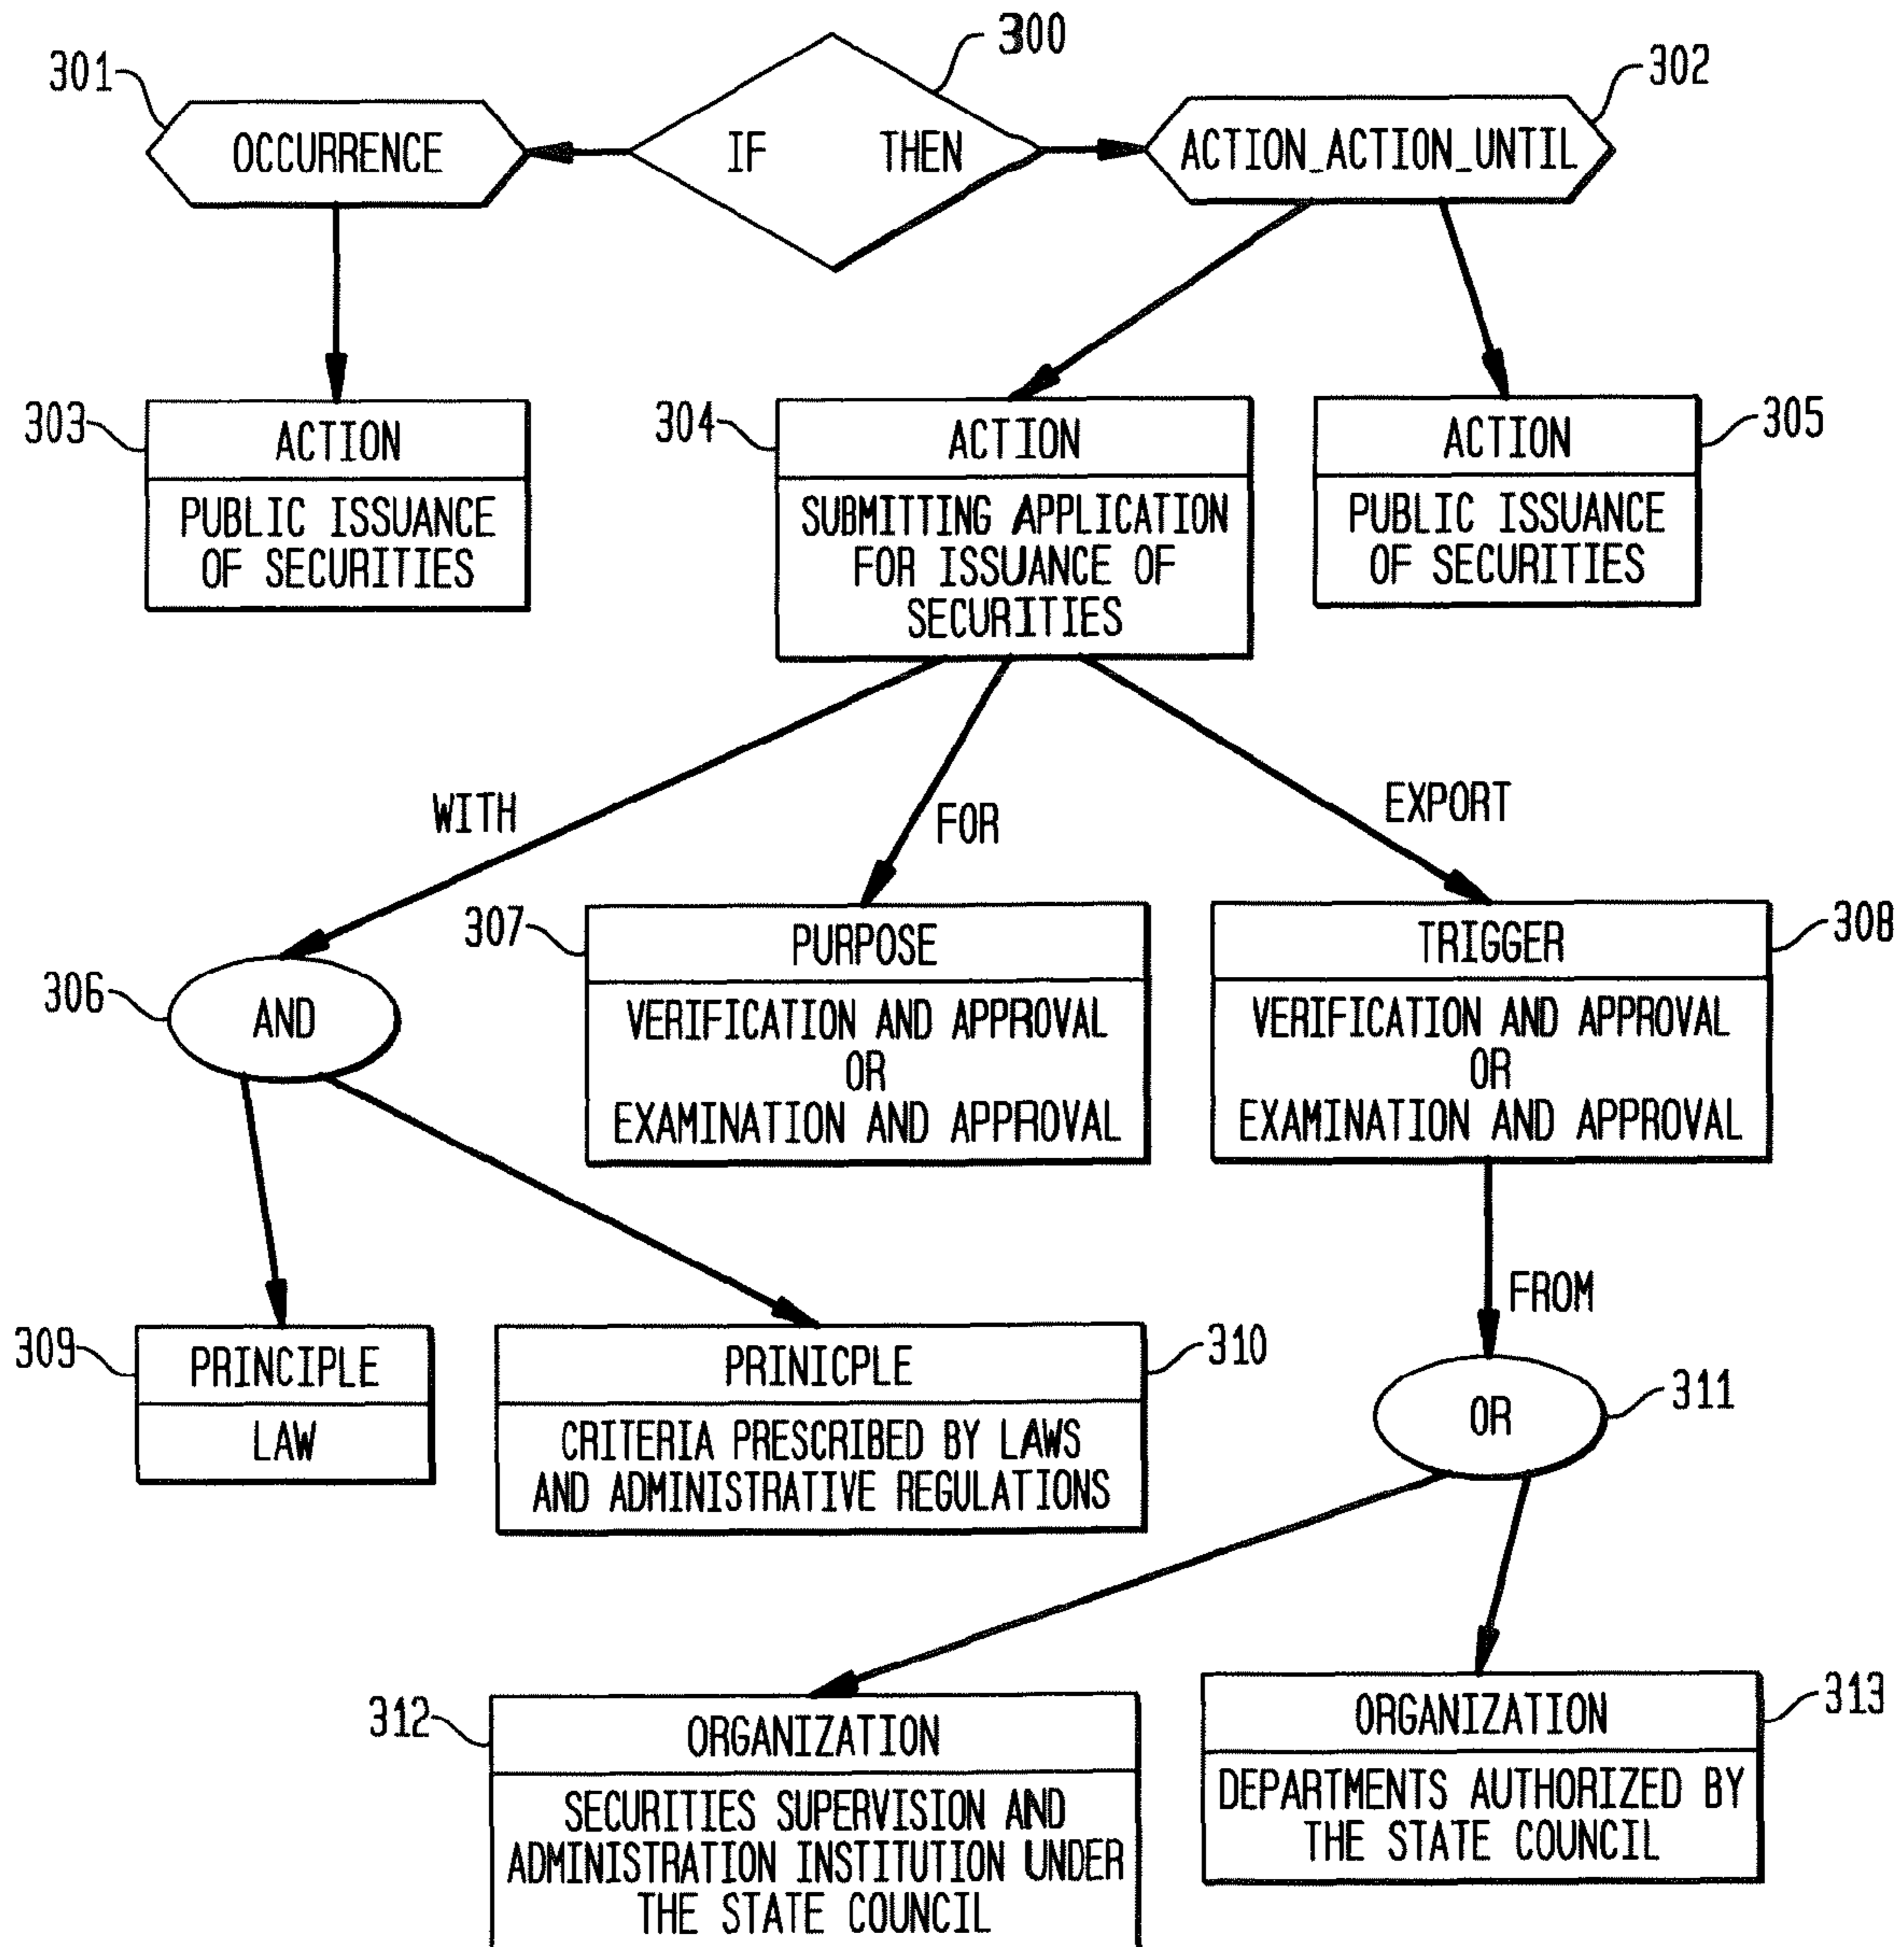 300
301
302
OCCURRENCE
IF THEN
ACTION_ACTION_UNTIL
303
ACTION
PUBLIC ISSUANCE
OF SECURITIES
304
ACTION
SUBMITTING APPLICATION
FOR ISSUANCE OF
SECURITIES
305
ACTION
PUBLIC ISSUANCE
OF SECURITIES
WITH
FOR
EXPORT
306
AND
307
PURPOSE
VERIFICATION AND APPROVAL
OR
EXAMINATION AND APPROVAL
308
TRIGGER
VERIFICATION AND APPROVAL
OR
EXAMINATION AND APPROVAL
FROM
309
PRINCIPLE
LAW
310
PRINICPLE
CRITERIA PRESCRIBED BY LAWS
AND ADMINISTRATIVE REGULATIONS
311
OR
312
ORGANIZATION
SECURITIES SUPERVISION AND
ADMINISTRATION INSTITUTION UNDER
THE STATE COUNCIL
313
ORGANIZATION
DEPARTMENTS AUTHORIZED BY
THE STATE COUNCIL